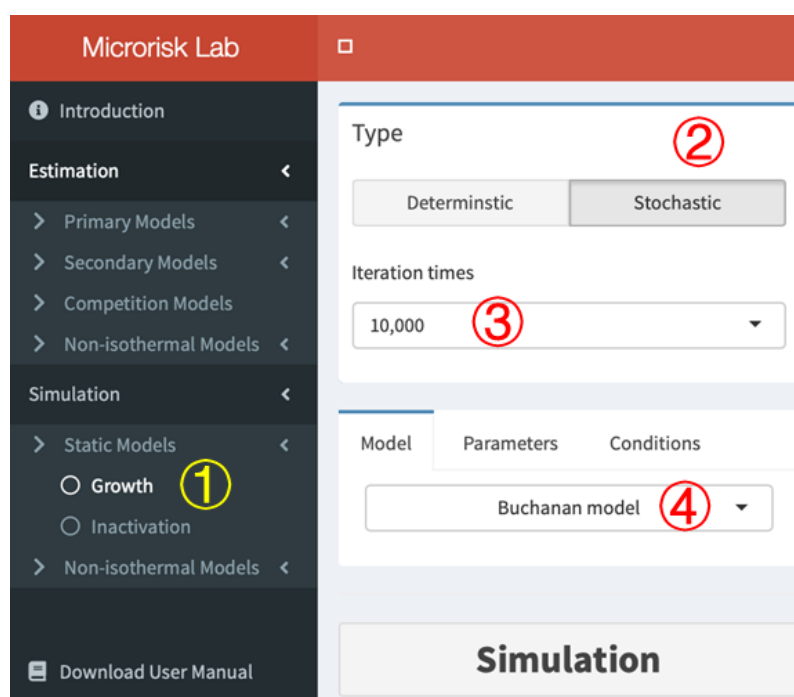 Microrisk Lab
Introduction
Estimation
Primary Models
Secondary Models
Competition Models
Non-isothermal Models
Simulation
Static Models
Growth ①
Inactivation
Non-isothermal Models
Download User Manual
Type ②
Determinstic Stochastic
Iteration times
10,000 ③
Model Parameters Conditions
Buchanan model ④
Simulation